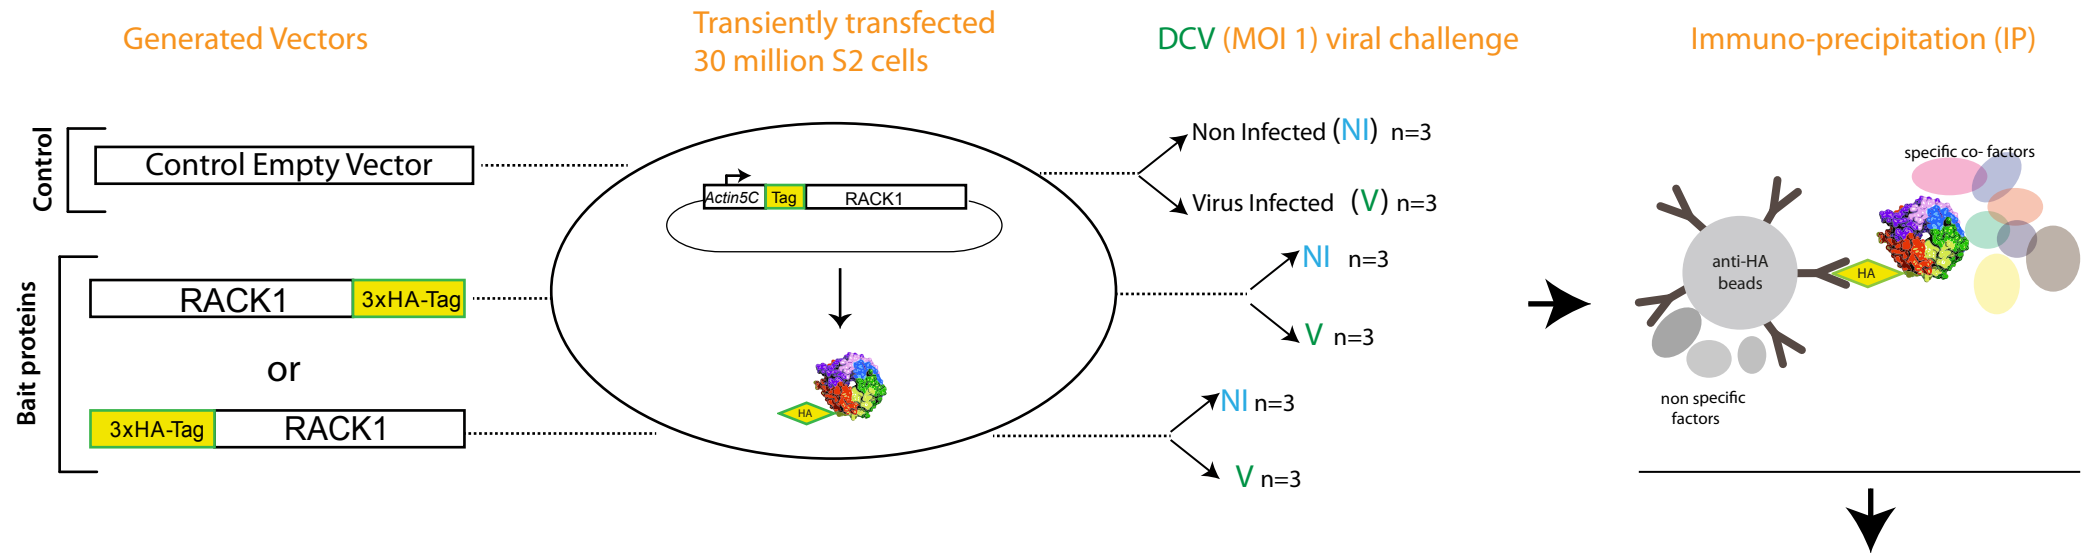 Generated Vectors
Transiently transfected
30 million S2 cells
DCV (MOI 1) viral challenge
Immuno-precipitation (IP)
Control
Control Empty Vector
Bait proteins
RACK1 3xHA-Tag
or
3xHA-Tag RACK1
Actin5C Tag RACK1
HA
Non Infected (NI) n=3
Virus Infected (V) n=3
NI n=3
V n=3
NI n=3
V n=3
specific co- factors
anti-HA
beads
HA
non specific
factors